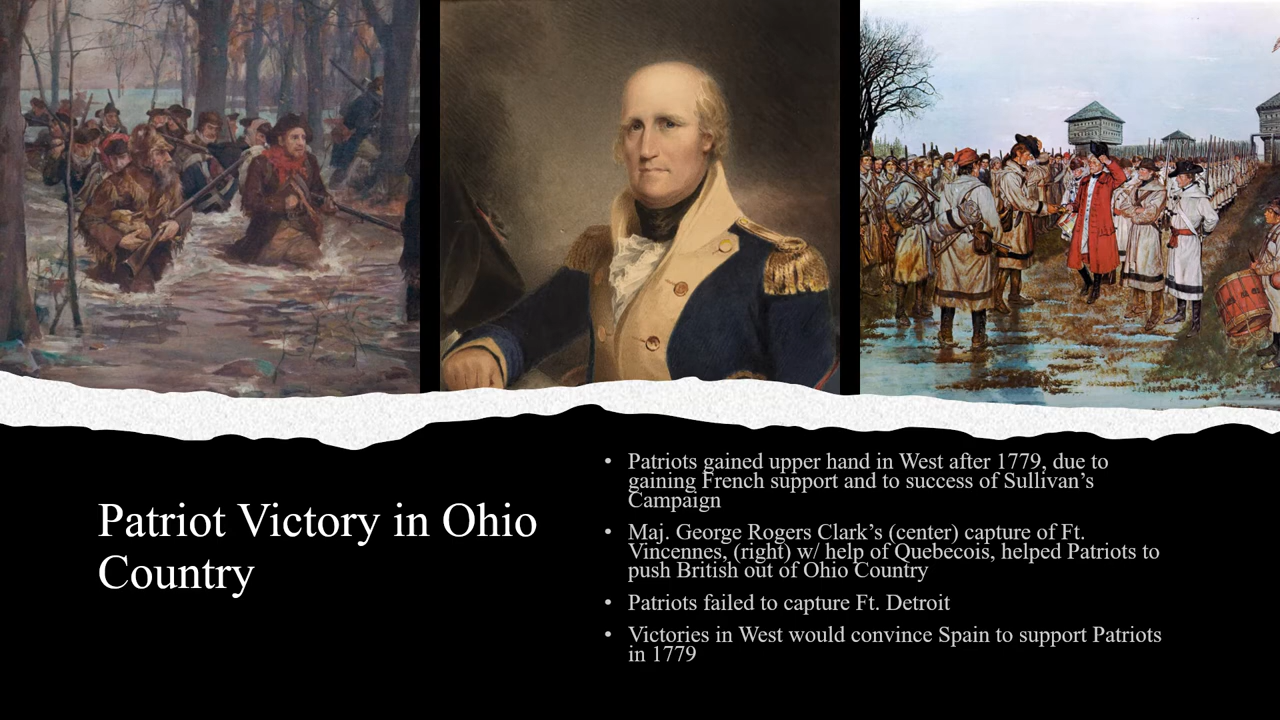 Patriot Victory in Ohio
Country
• Patriots gained upper hand in West after 1779, due to
gaining French support and to success of Sullivan’s
Campaign
• Maj. George Rogers Clark’s (center) capture of Ft.
Vincennes, (right) w/ help of Quebecois, helped Patriots to
push British out of Ohio Country
• Patriots failed to capture Ft. Detroit
• Victories in West would convince Spain to support Patriots
in 1779